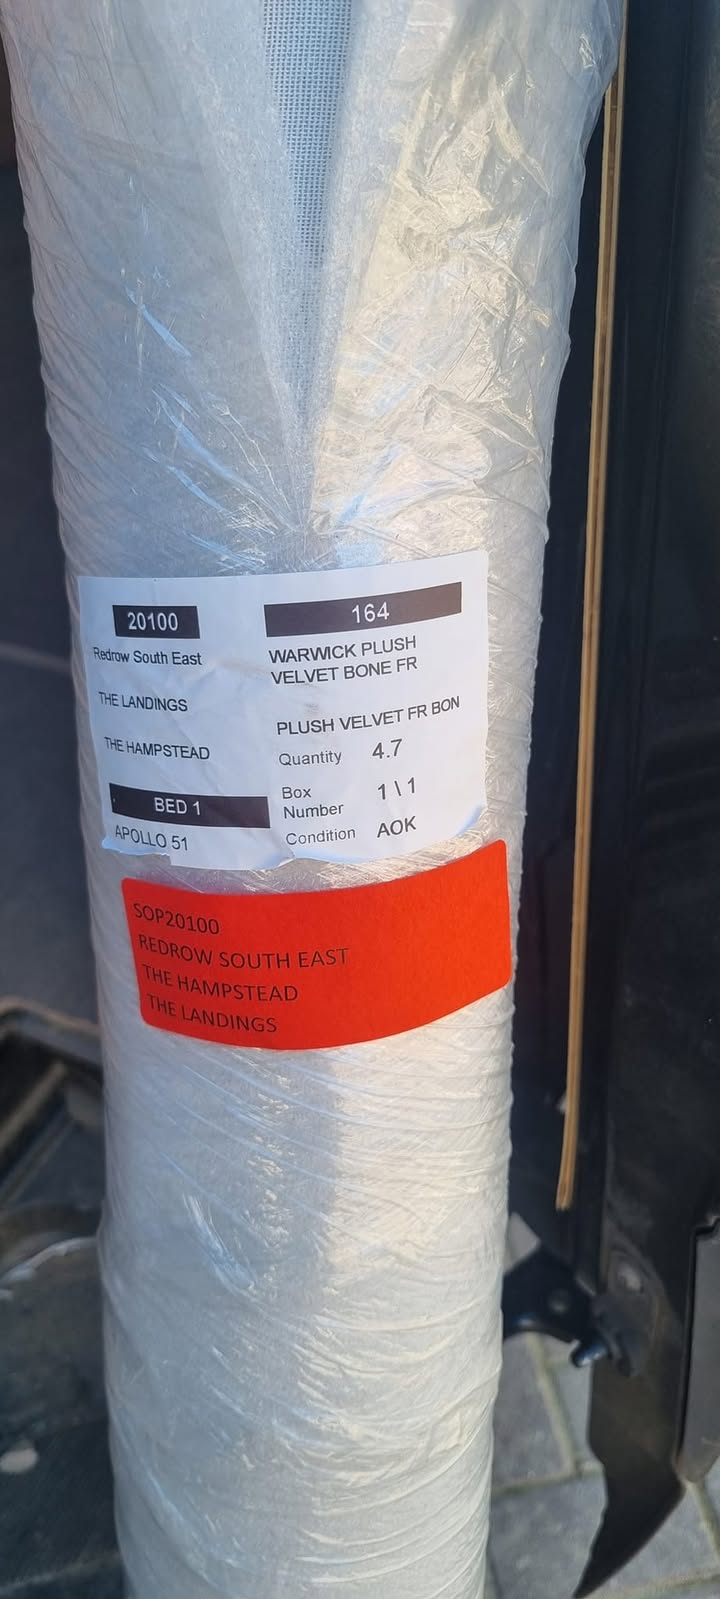 20100
Redrow South East
THE LANDINGS
THE HAMPSTEAD
BED 1
APOLLO 51
164
WARWICK PLUSH
VELVET BONE FR
PLUSH VELVET FR BON
Quantity 4.7
Box Number 1 \ 1
Condition AOK
SOP20100
REDROW SOUTH EAST
THE HAMPSTEAD
THE LANDINGS